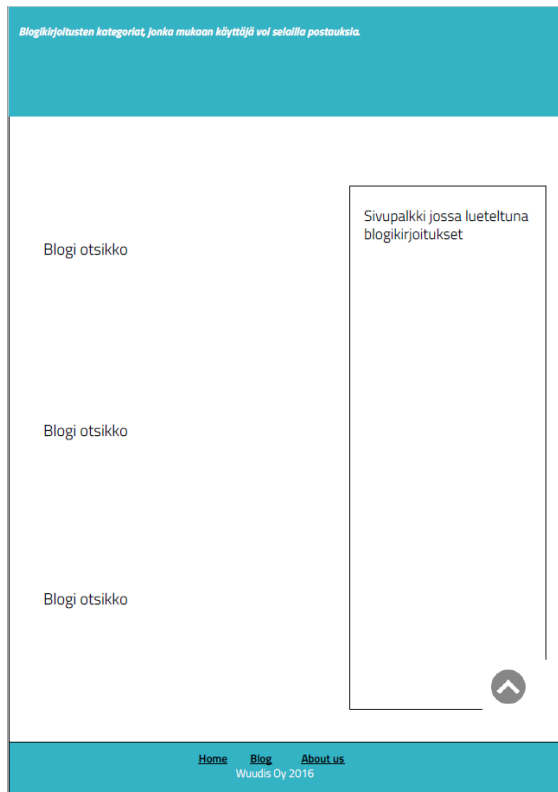 Blogikirjoitusten kategoriat, jonka mukaan käyttäjä voi selailla postauksia.
Blogi otsikko
Sivupalkki jossa lueteltuna
blogikirjoitukset
Blogi otsikko
Blogi otsikko
Home Blog About us
Wuudis Oy 2016